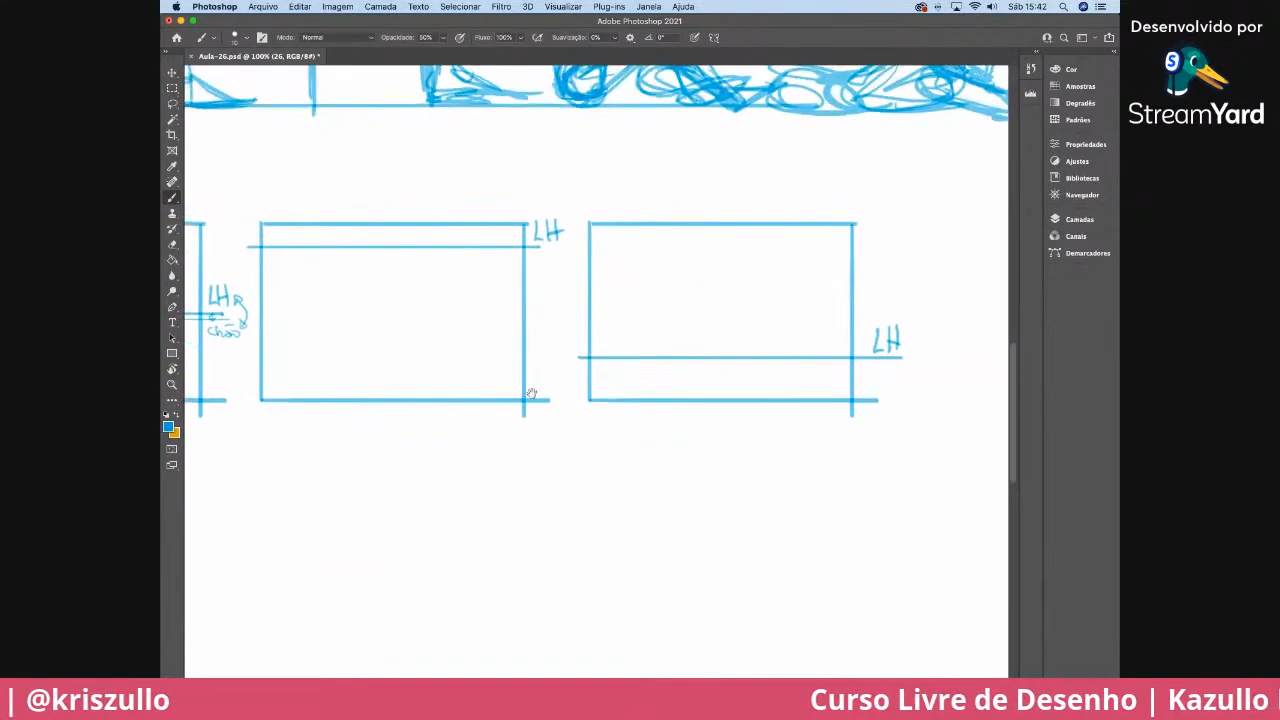 Photoshop Arquivo Editar Imagem Camada Texto Selecionar Filtro 3D Visualizar Plug-ins Janela Ajuda
Sáb 15:42
Adobe Photoshop 2021
Modo: Normal Opacidade: 50% Fluxo: 100% Suavização: 0% 0°
Aula-26.psd @ 100% (26, RGB/8#) *
Desenvolvido por
S
StreamYard
Cor
Amostras
Degradês
Padrões
Propriedades
Ajustes
Bibliotecas
Navegador
Camadas
Canais
Demarcadores
LH
LH
chão
LH
| @kriszullo
Curso Livre de Desenho | Kazullo